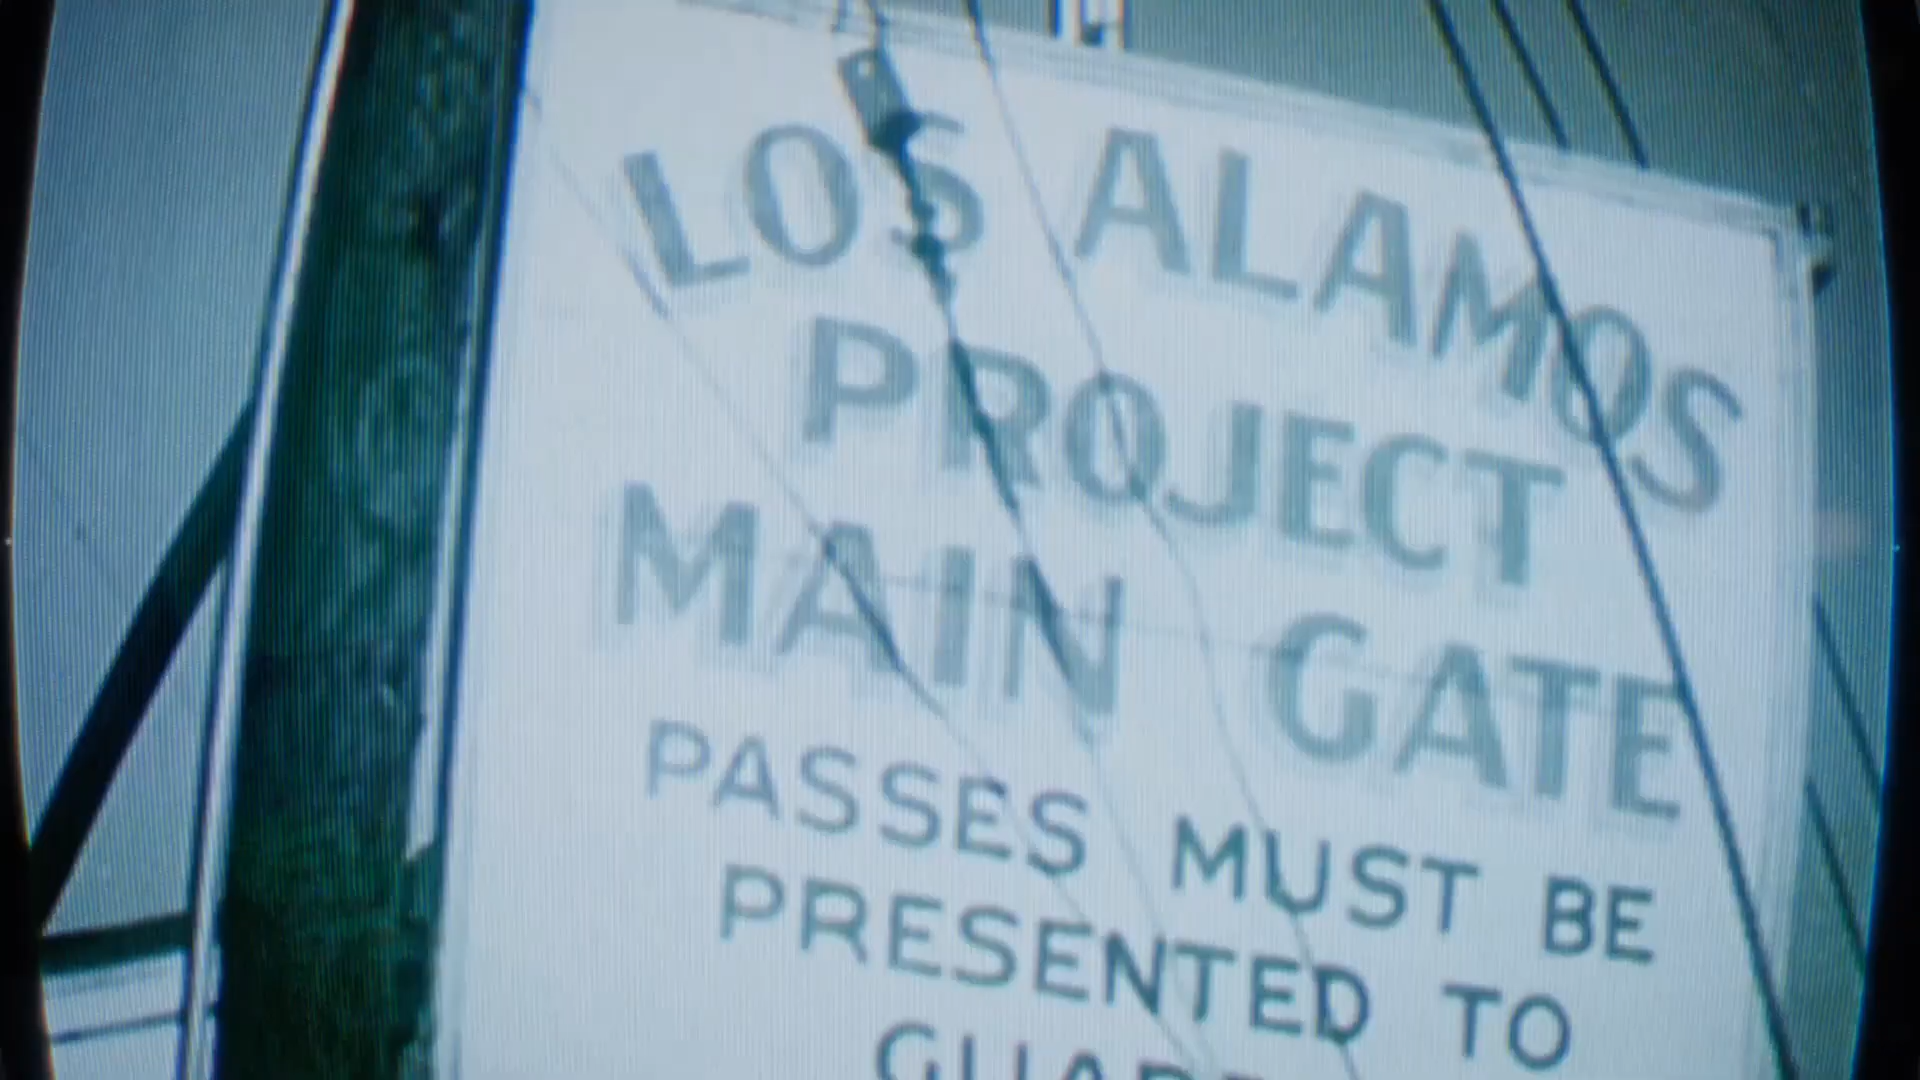 LOS ALAMOS
PROJECT
MAIN GATE
PASSES MUST BE
PRESENTED TO